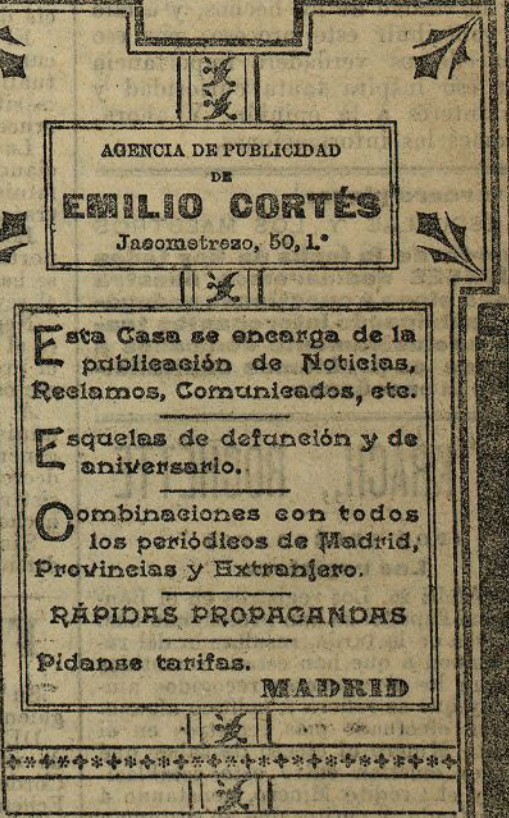 AGENCIA DE PUBLICIDAD
DE
EMILIO CORTÉS
Jacometrezo, 50, 1.°
Esta Casa se encarga de la
publicación de Noticias,
Reclamos, Comunicados, etc.
Esquelas de defunción y de
aniversario.
Combinaciones con todos
los periódicos de Madrid,
Provincias y Extranjero.
RÁPIDAS PROPAGANDAS
Pídanse tarifas.
MADRID